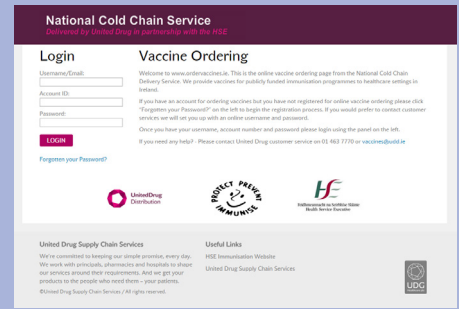 National Cold Chain Service
Delivered by United Drug in partnership with the HSE
Login
Username/Email:
Account ID:
Password:
LOGIN
Forgotten your Password?
Vaccine Ordering
Welcome to www.ordervaccines.ie. This is the online vaccine ordering page from the National Cold Chain
Delivery Service. We provide vaccines for publicly funded immunisation programmes to healthcare settings in
Ireland.
If you have an account for ordering vaccines but you have not registered for online vaccine ordering please click
"Forgotten your Password?" on the left to begin the registration process. If you would prefer to contact customer
services we will set you up with an online username and password.
Once you have your username, account number and password please login using the panel on the left.
If you need any help? - Please contact United Drug customer service on 01 463 7770 or vaccines@udd.ie
UnitedDrug
Distribution
PROTECT PREVENT
IMMUNISE
Feidhmeannacht na Seirbhíse Sláinte
Health Service Executive
United Drug Supply Chain Services
We're committed to keeping our simple promise, every day.
We work with principals, pharmacies and hospitals to shape
our services around their requirements. And we get your
products to the people who need them – your patients.
©United Drug Supply Chain Services / All rights reserved.
Useful Links
HSE Immunisation Website
United Drug Supply Chain Services
UDG